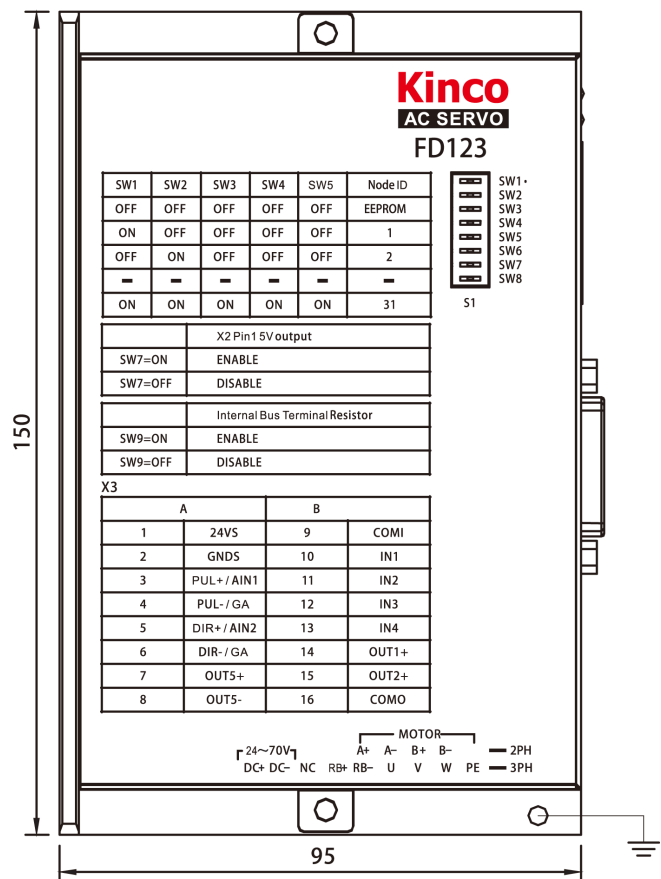 Kinco
AC SERVO
FD123
SW1 SW2 SW3 SW4 SW5 Node ID
OFF OFF OFF OFF OFF EEPROM
ON OFF OFF OFF OFF 1
OFF ON OFF OFF OFF 2
– – – – – –
ON ON ON ON ON 31
SW1
SW2
SW3
SW4
SW5
SW6
SW7
SW8
S1
X2 Pin1 5V output
SW7=ON ENABLE
SW7=OFF DISABLE
Internal Bus Terminal Resistor
SW9=ON ENABLE
SW9=OFF DISABLE
X3
A B
1 24VS 9 COMI
2 GNDS 10 IN1
3 PUL+/AIN1 11 IN2
4 PUL-/GA 12 IN3
5 DIR+/AIN2 13 IN4
6 DIR-/GA 14 OUT1+
7 OUT5+ 15 OUT2+
8 OUT5- 16 COMO
MOTOR
24~70V A+ A– B+ B– 2PH
DC+ DC– NC RB+ RB– U V W PE 3PH
150
95